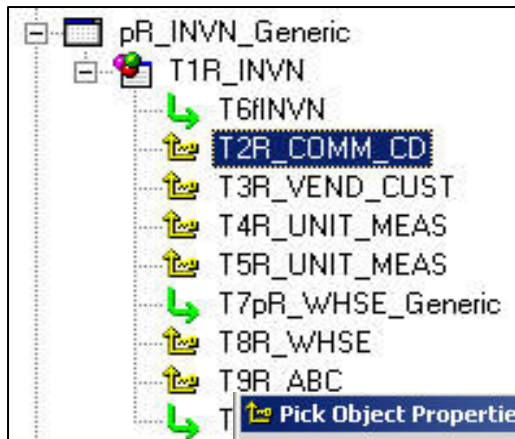 pR_INVN_Generic
T1R_INVN
T6fINVN
T2R_COMM_CD
T3R_VEND_CUST
T4R_UNIT_MEAS
T5R_UNIT_MEAS
T7pR_WHSE_Generic
T8R_WHSE
T9R_ABC
Pick Object Propertie